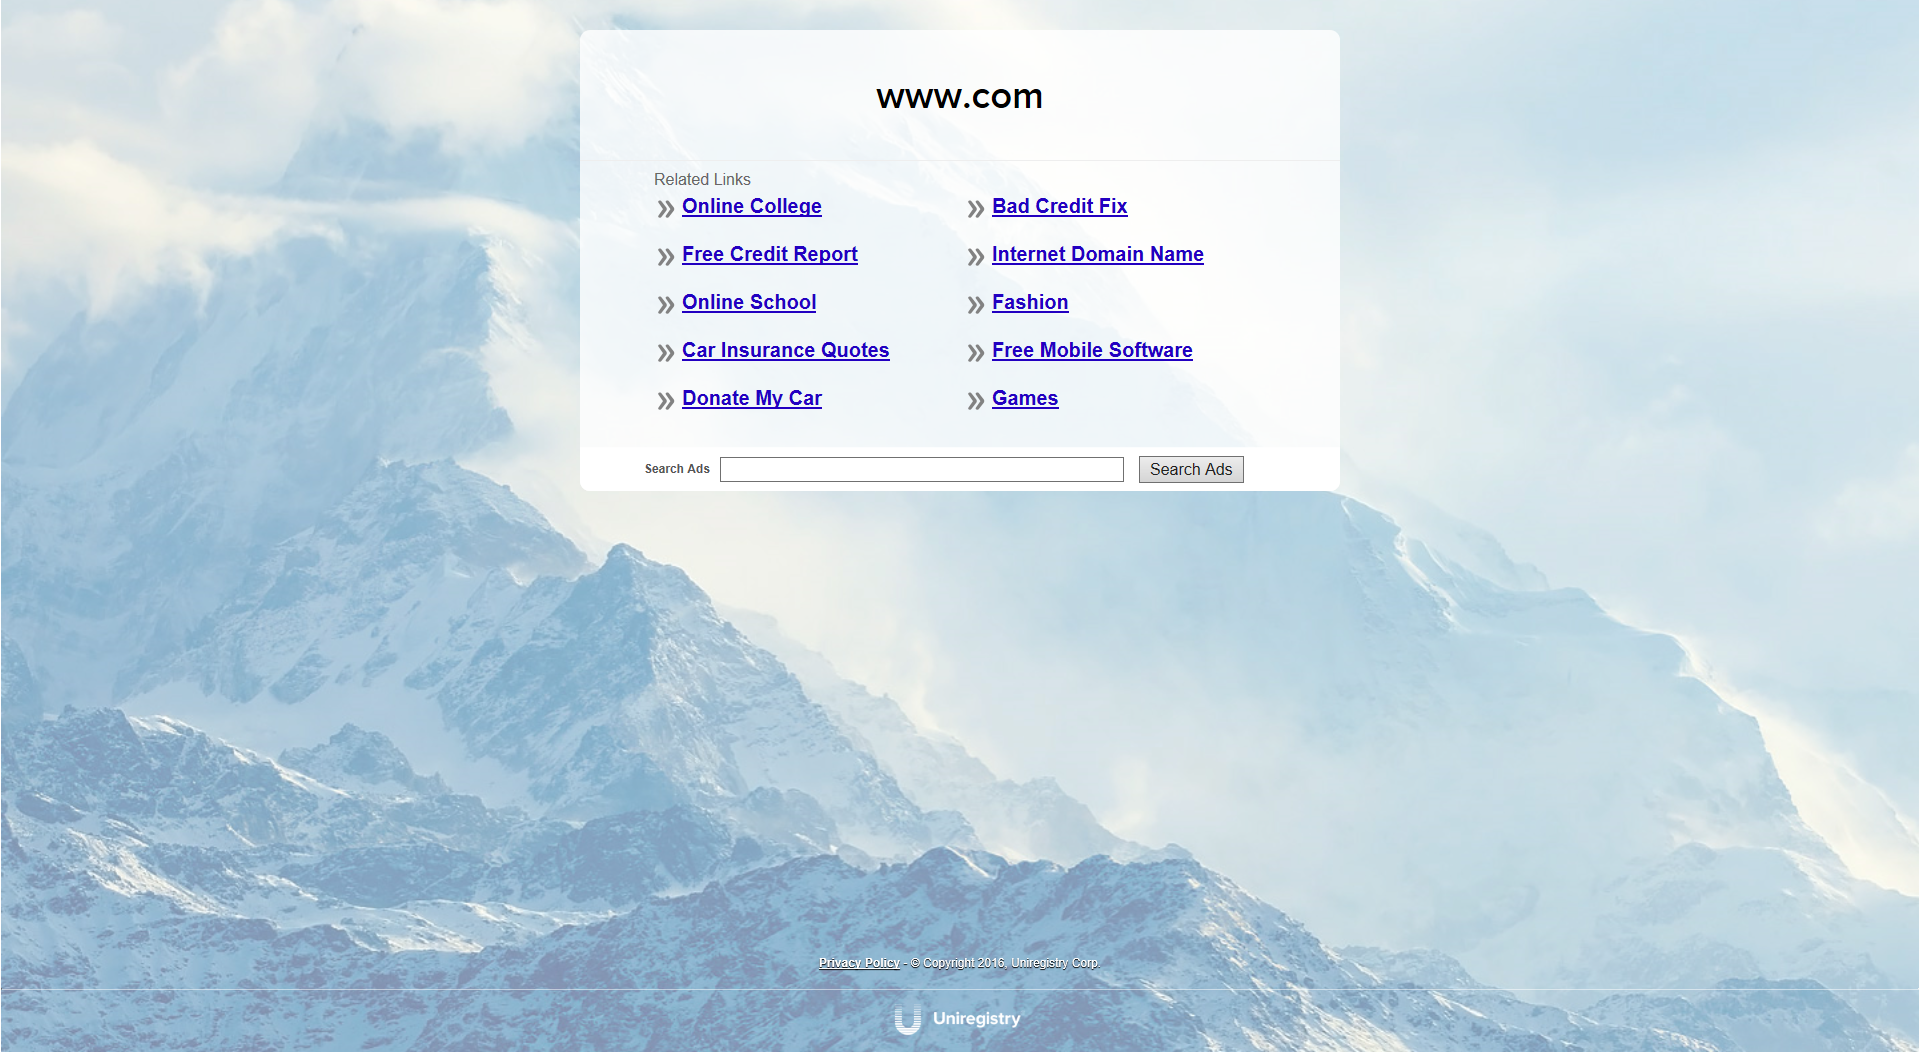 www.com
Related Links
Online College
Bad Credit Fix
Free Credit Report
Internet Domain Name
Online School
Fashion
Car Insurance Quotes
Free Mobile Software
Donate My Car
Games
Search Ads
Search Ads
Privacy Policy - © Copyright 2016, Uniregistry Corp.
Uniregistry